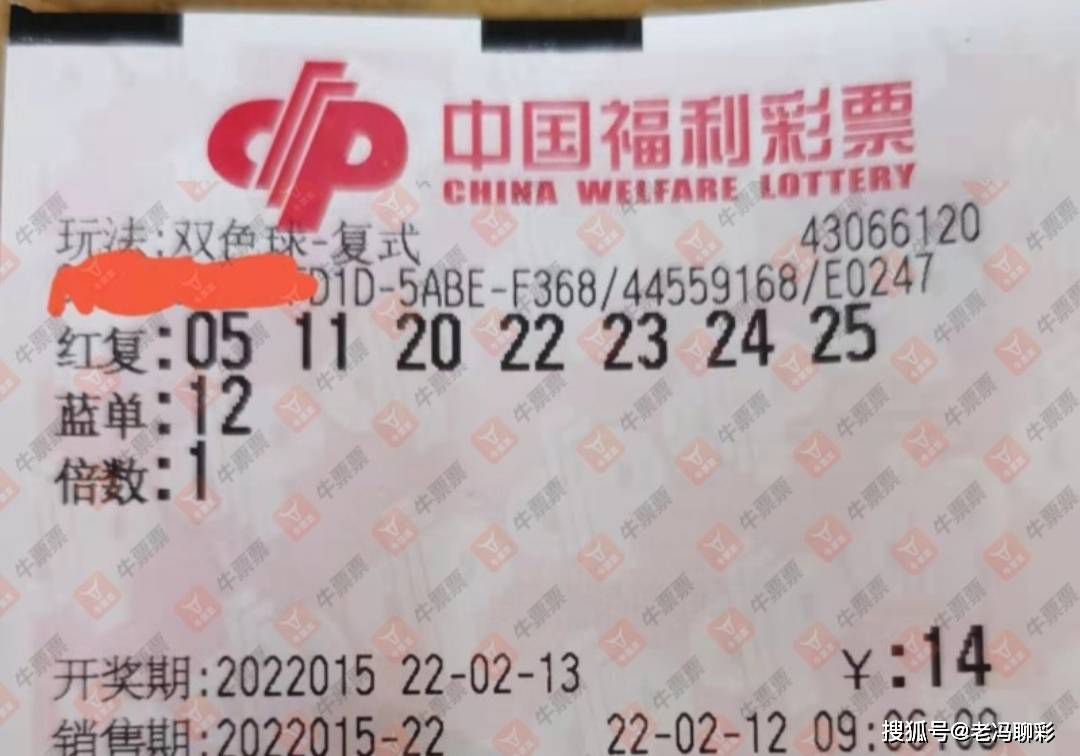 中国福利彩票
CHINA WELFARE LOTTERY
玩法:双色球-复式 43066120
D1D-5ABE-F368/44559168/E0247
红复:05 11 20 22 23 24 25
蓝单:12
倍数:1
开奖期:2022015 22-02-13 ¥:14
销售期:2022015-22 22-02-12
搜狐号@老冯聊彩
牛票票